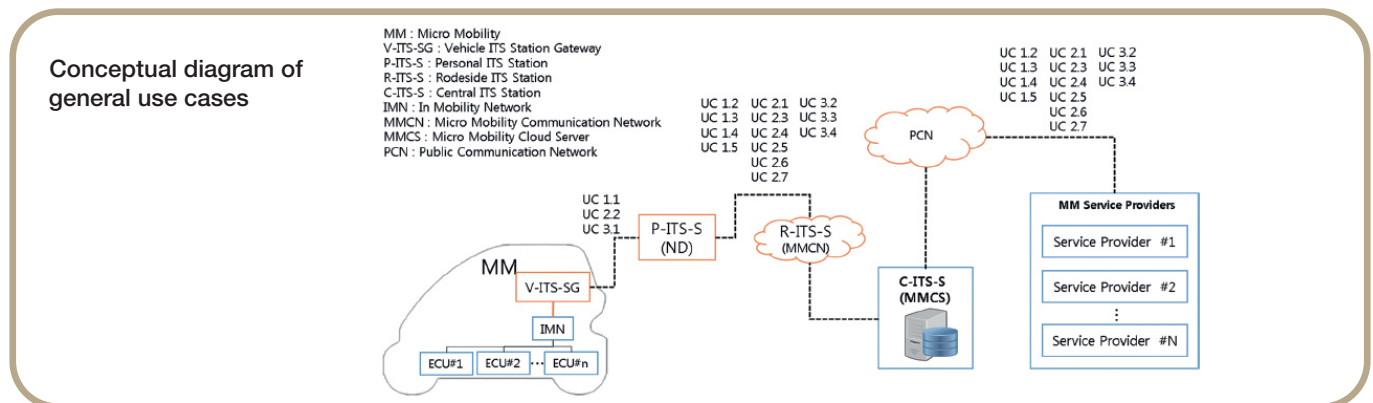 Conceptual diagram of
general use cases
MM : Micro Mobility
V-ITS-SG : Vehicle ITS Station Gateway
P-ITS-S : Personal ITS Station
R-ITS-S : Rodeside ITS Station
C-ITS-S : Central ITS Station
IMN : In Mobility Network
MMCN : Micro Mobility Communication Network
MMCS : Micro Mobility Cloud Server
PCN : Public Communication Network
UC 1.1
UC 2.2
UC 3.1
UC 1.2 UC 2.1 UC 3.2
UC 1.3 UC 2.3 UC 3.3
UC 1.4 UC 2.4 UC 3.4
UC 1.5 UC 2.5
UC 2.6
UC 2.7
UC 1.2 UC 2.1 UC 3.2
UC 1.3 UC 2.3 UC 3.3
UC 1.4 UC 2.4 UC 3.4
UC 1.5 UC 2.5
UC 2.6
UC 2.7
MM
V-ITS-SG
IMN
ECU#1 ECU#2 ··· ECU#n
P-ITS-S
(ND)
R-ITS-S
(MMCN)
PCN
C-ITS-S
(MMCS)
MM Service Providers
Service Provider #1
Service Provider #2
⋮
Service Provider #N